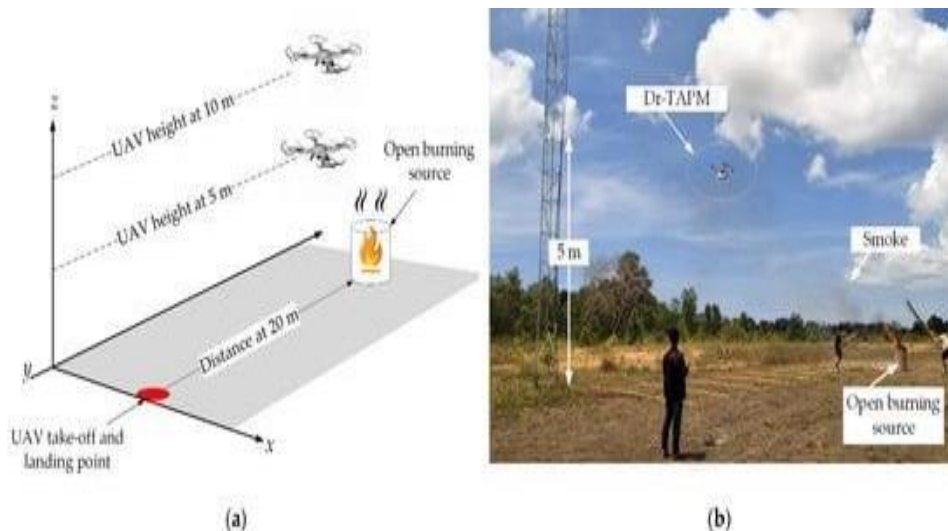 UAV height at 10 m
UAV height at 5 m
Open burning
source
Distance at 20 m
y
x
UAV take-off and
landing point
(a)
Dr-TAPM
5 m
Smoke
Open burning
source
(b)